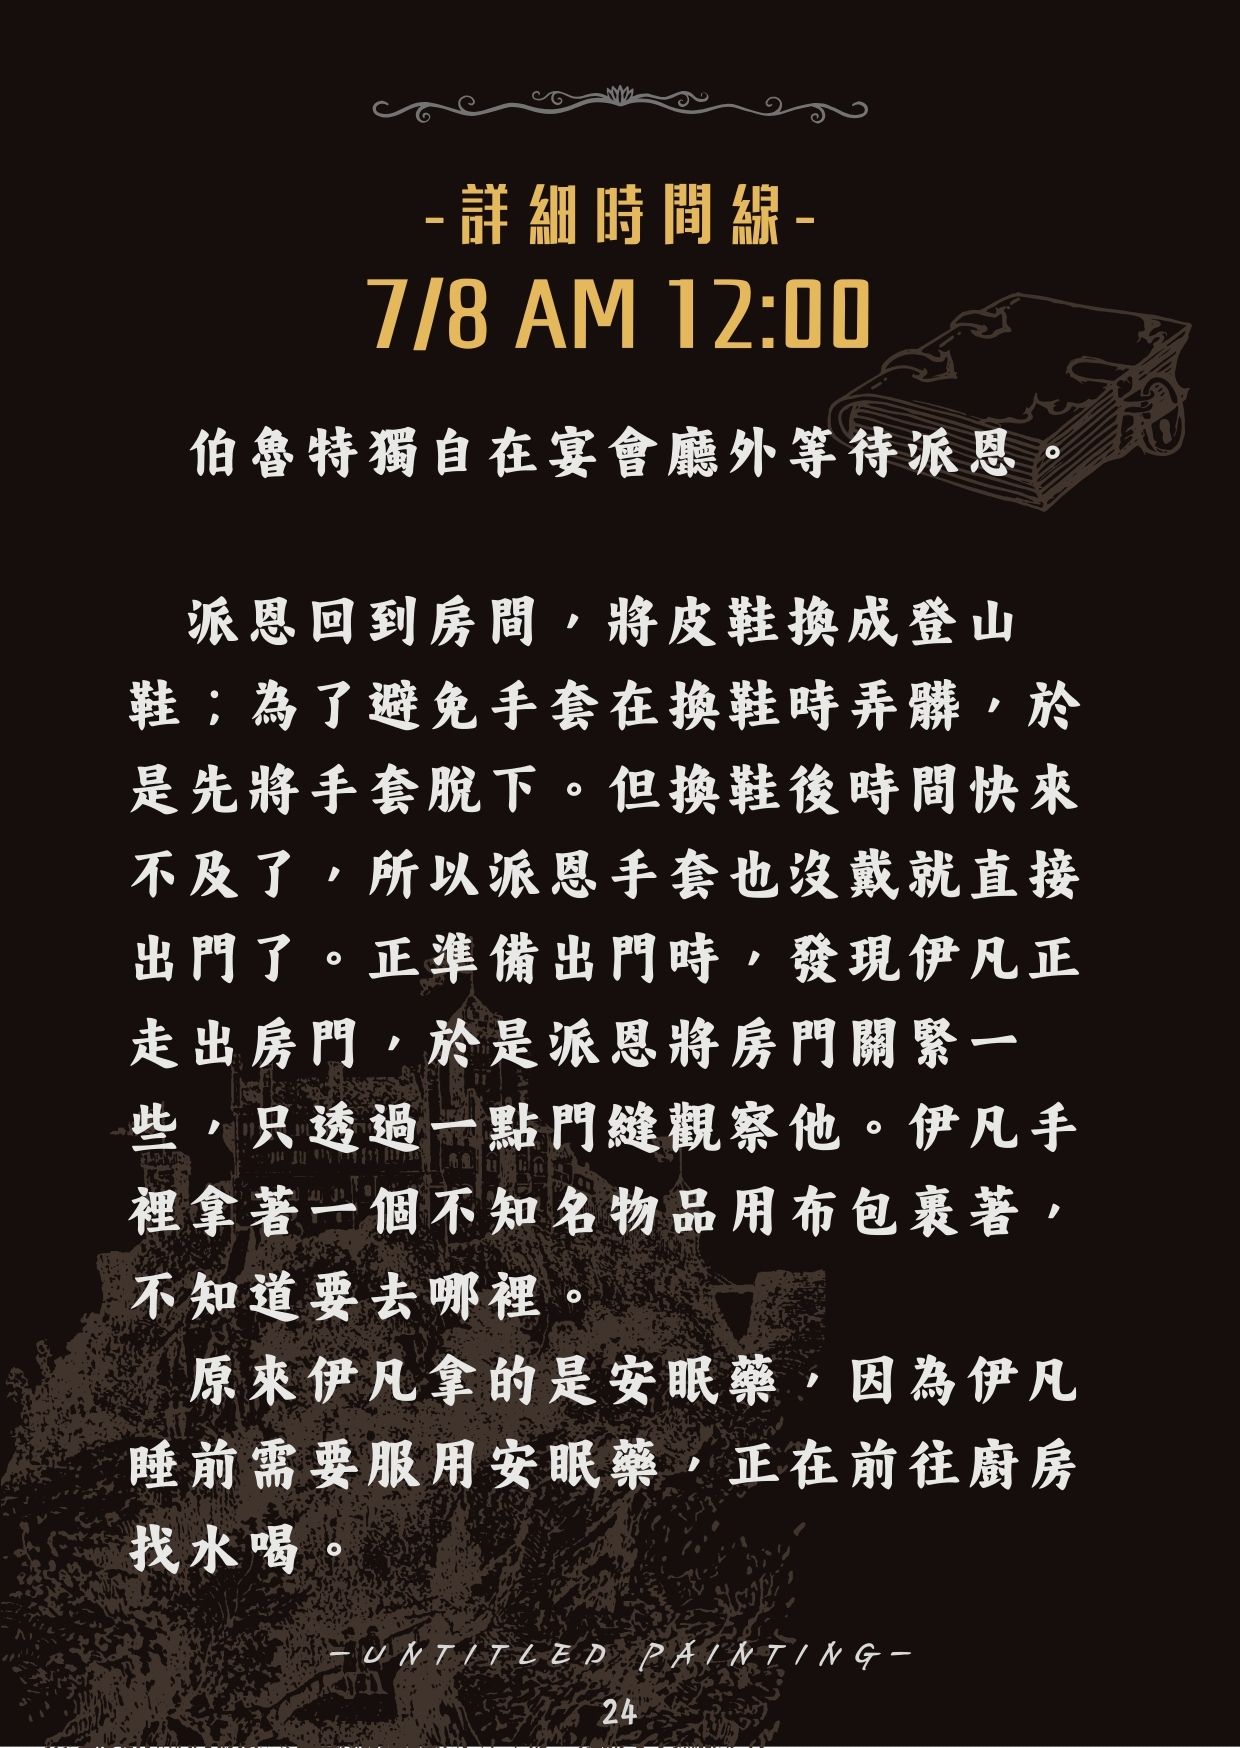 -詳細時間線-
7/8 AM 12:00
伯魯特獨自在宴會廳外等待派恩。
派恩回到房間，將皮鞋換成登山
鞋；為了避免手套在換鞋時弄髒，於
是先將手套脫下。但換鞋後時間快來
不及了，所以派恩手套也沒戴就直接
出門了。正準備出門時，發現伊凡正
走出房門，於是派恩將房門關緊一
些，只透過一點門縫觀察他。伊凡手
裡拿著一個不知名物品用布包裹著，
不知道要去哪裡。
原來伊凡拿的是安眠藥，因為伊凡
睡前需要服用安眠藥，正在前往廚房
找水喝。
-UNTITLED PAINTING-
24